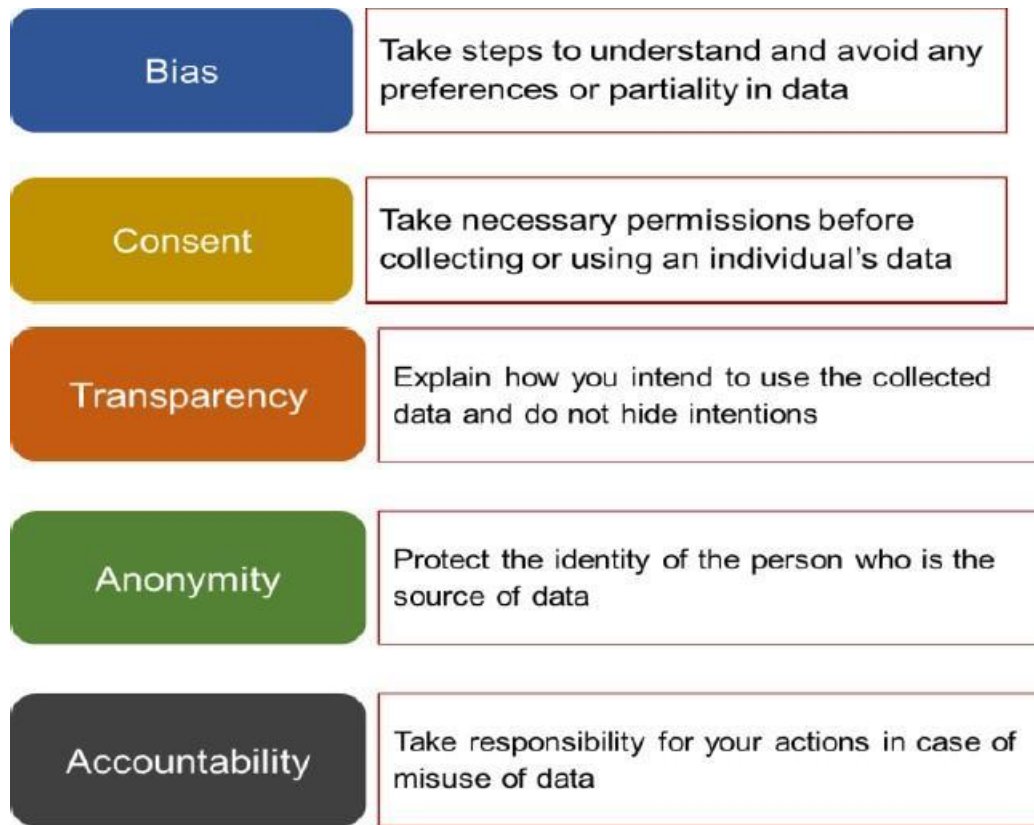 Bias
Take steps to understand and avoid any
preferences or partiality in data
Consent
Take necessary permissions before
collecting or using an individual's data
Transparency
Explain how you intend to use the collected
data and do not hide intentions
Anonymity
Protect the identity of the person who is the
source of data
Accountability
Take responsibility for your actions in case of
misuse of data